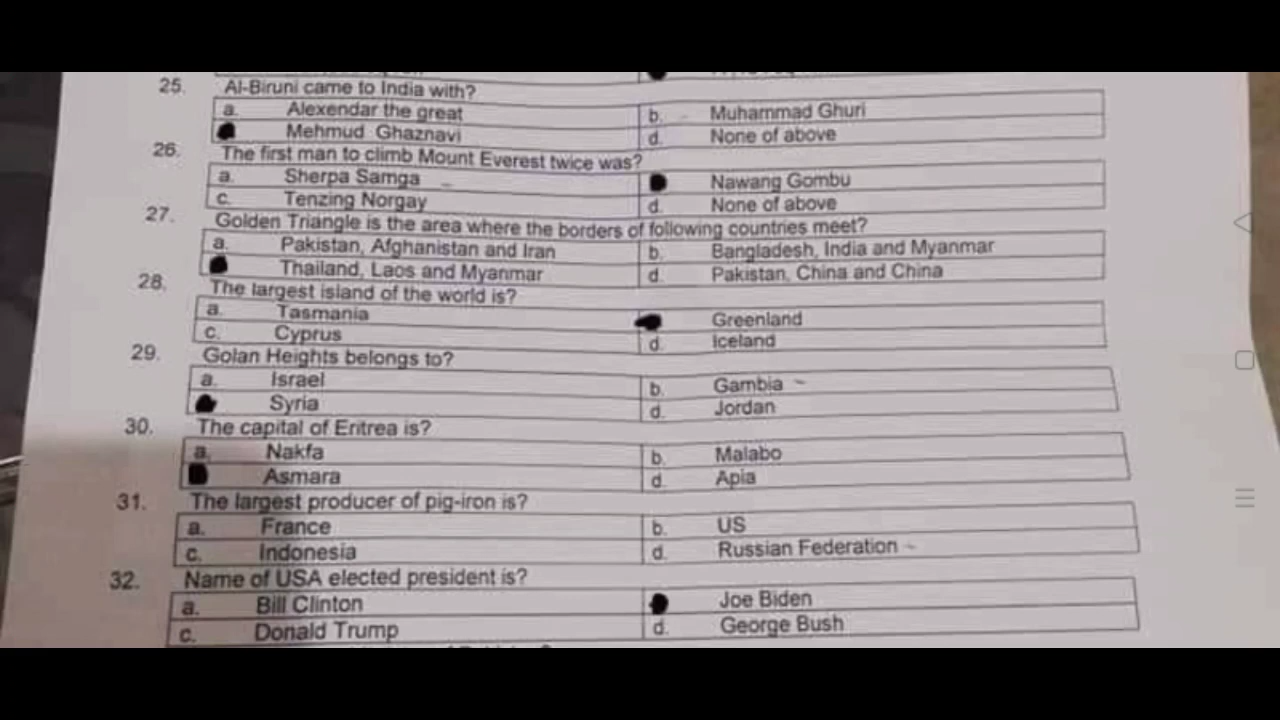 25. Al-Biruni came to India with?
a. Alexendar the great b. Muhammad Ghuri
Mehmud Ghaznavi d. None of above
26. The first man to climb Mount Everest twice was?
a. Sherpa Samga Nawang Gombu
c. Tenzing Norgay d. None of above
27. Golden Triangle is the area where the borders of following countries meet?
a. Pakistan, Afghanistan and Iran b. Bangladesh, India and Myanmar
Thailand, Laos and Myanmar d. Pakistan, China and China
28. The largest island of the world is?
a. Tasmania Greenland
c. Cyprus d. Iceland
29. Golan Heights belongs to?
a. Israel b. Gambia
Syria d. Jordan
30. The capital of Eritrea is?
a. Nakfa b. Malabo
Asmara d. Apia
31. The largest producer of pig-iron is?
a. France b. US
c. Indonesia d. Russian Federation
32. Name of USA elected president is?
a. Bill Clinton Joe Biden
c. Donald Trump d. George Bush